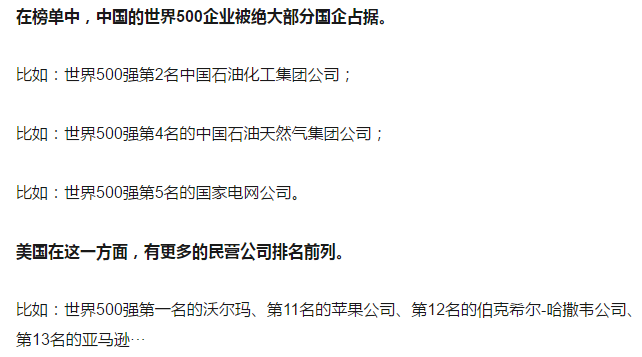 在榜单中，中国的世界500企业被绝大部分国企占据。
比如：世界500强第2名中国石油化工集团公司；
比如：世界500强第4名的中国石油天然气集团公司；
比如：世界500强第5名的国家电网公司。
美国在这一方面，有更多的民营公司排名前列。
比如：世界500强第一名的沃尔玛、第11名的苹果公司、第12名的伯克希尔-哈撒韦公司、
第13名的亚马逊…